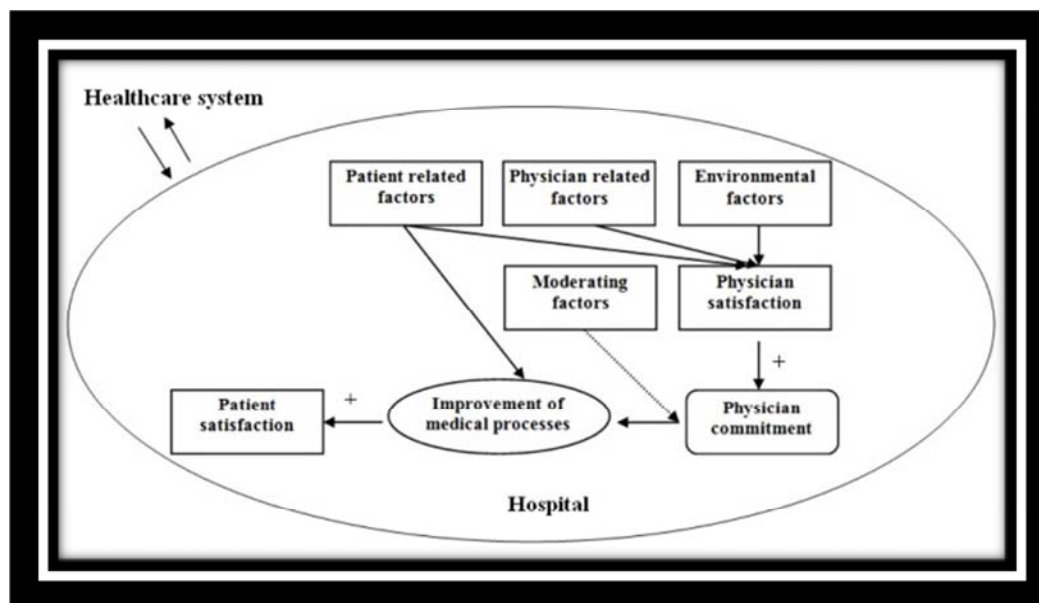 Healthcare system
Patient related
factors
Physician related
factors
Environmental
factors
Moderating
factors
Physician
satisfaction
+
+
Patient
satisfaction
Improvement of
medical processes
Physician
commitment
Hospital